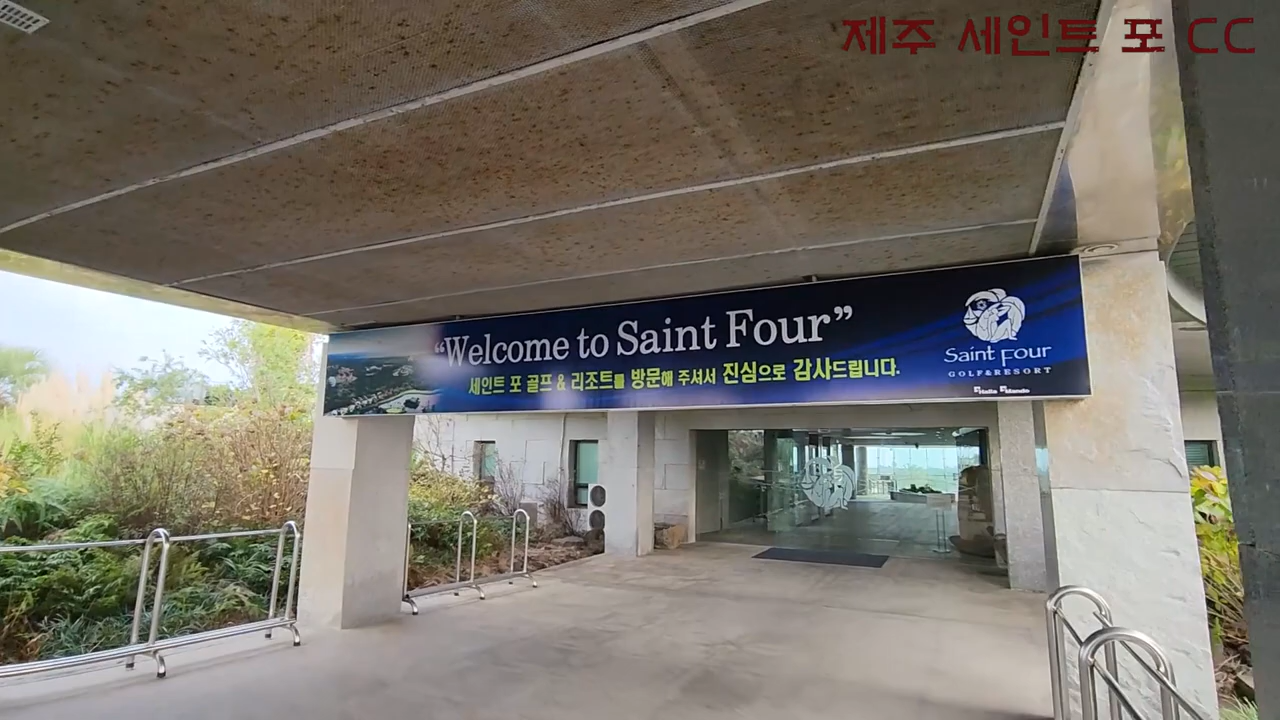 제주 세인트 포 CC
“Welcome to Saint Four”
세인트 포 골프 & 리조트를 방문해 주셔서 진심으로 감사드립니다.
Saint Four
GOLF & RESORT
Halla Mando